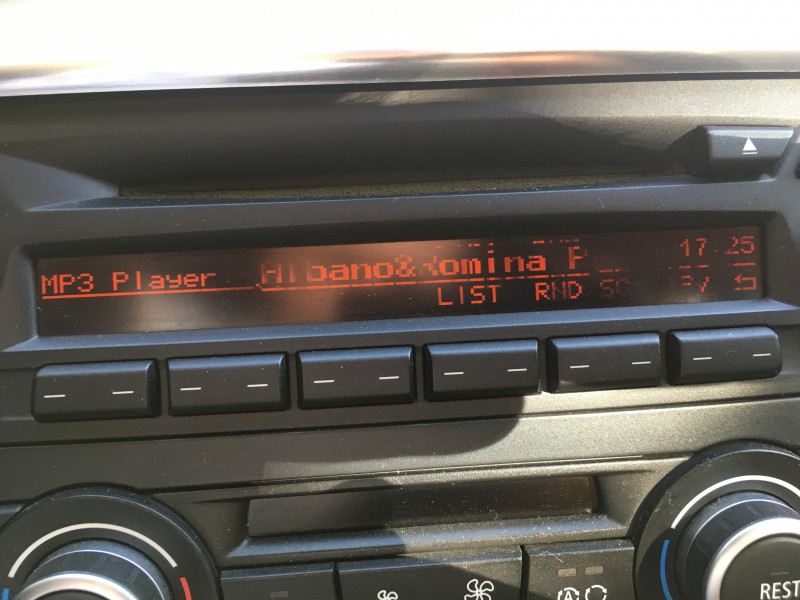 MP3 Player Albano&Romina P 17 25
LIST RND
REST